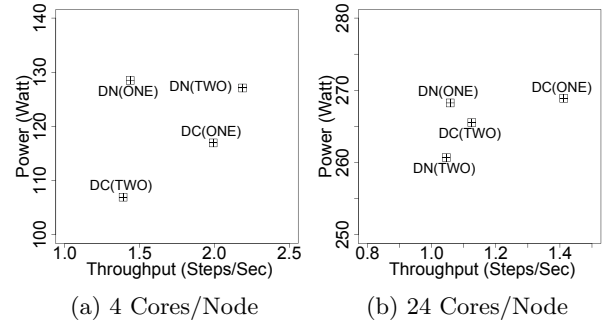 140
130
120
110
100
Power (Watt)
DN(ONE)
DN(TWO)
DC(ONE)
DC(TWO)
1.0 1.5 2.0 2.5
Throughput (Steps/Sec)
(a) 4 Cores/Node
280
270
260
250
Power (Watt)
DN(ONE)
DC(ONE)
DC(TWO)
DN(TWO)
0.8 1.0 1.2 1.4
Throughput (Steps/Sec)
(b) 24 Cores/Node